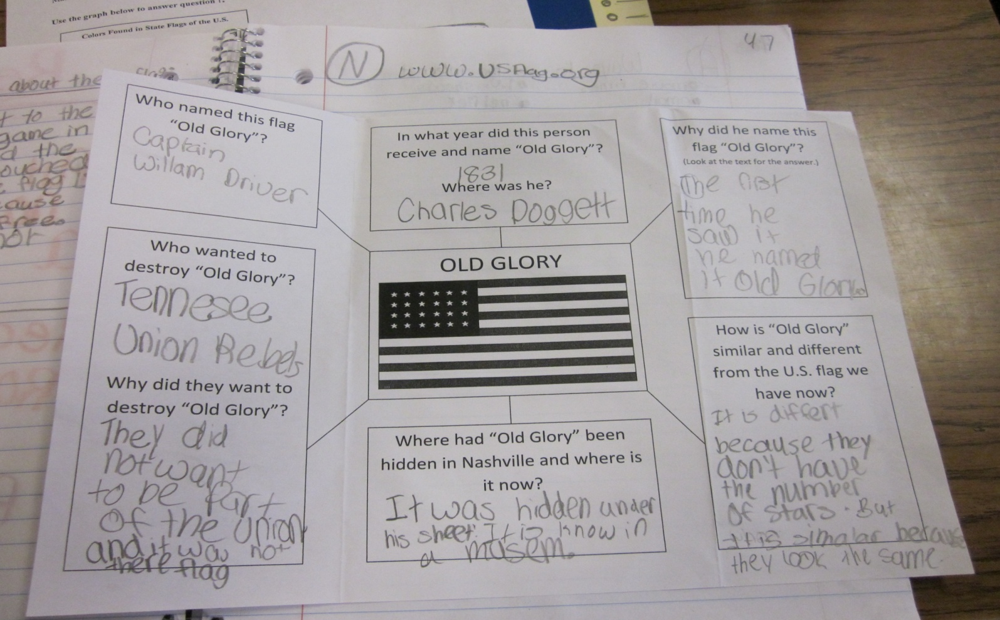 Use the graph below to answer question 1.
Colors Found in State Flags of the U.S.
47
N www.USflag.org
about the flag
t to the
game in
d the
ouched
flag I
cause
free.
nor
Who named this flag
"Old Glory"?
Captain
Willam Driver
In what year did this person
receive and name "Old Glory"?
1831
Where was he?
Charles Doggett
Why did he name this
flag "Old Glory"?
(Look at the text for the answer.)
The first
time he
saw it
he named
it Old Glory.
Who wanted to
destroy "Old Glory"?
Tennesee
Union Rebels
Why did they want to
destroy "Old Glory"?
They did
not want
to be part
Of the Union
and it was not
there flag
OLD GLORY
Where had "Old Glory" been
hidden in Nashville and where is
it now?
It was hidden under
his sheet. It is know in
a musem.
How is "Old Glory"
similar and different
from the U.S. flag we
have now?
It is differt
because they
don't have
the number
Of stars. But
it is simalar because
they look the same.